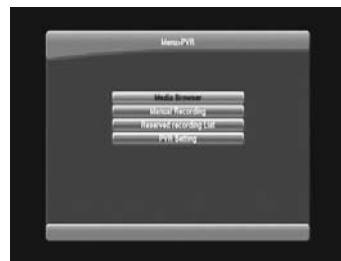 Menu>PVR
Media Browser
Manual Recording
Reserved recording List
PVR Setting